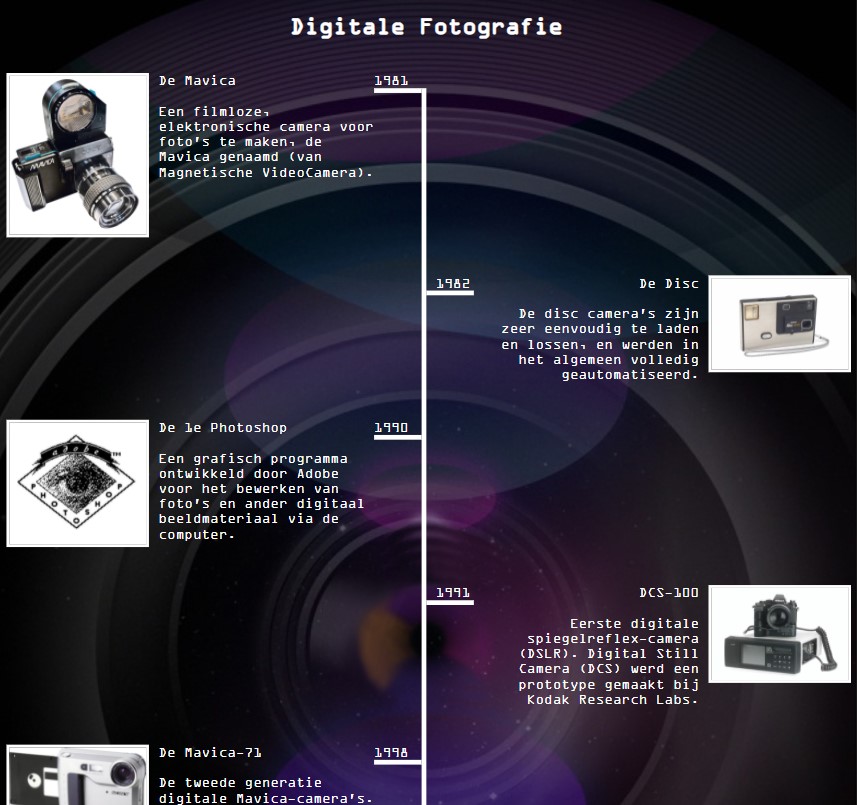 Digitale Fotografie
De Mavica
1981
Een filmloze,
elektronische camera voor
foto's te maken, de
Mavica genaamd (van
Magnetische VideoCamera).
MAVICA
1982
De Disc
De disc camera's zijn
zeer eenvoudig te laden
en lossen, en werden in
het algemeen volledig
geautomatiseerd.
De 1e Photoshop
1990
Een grafisch programma
ontwikkeld door Adobe
voor het bewerken van
foto's en ander digitaal
beeldmateriaal via de
computer.
adobe TM
PHOTOSHOP
1991
DCS-100
Eerste digitale
spiegelreflex-camera
(DSLR). Digital Still
Camera (DCS) werd een
prototype gemaakt bij
Kodak Research Labs.
De Mavica-71
1998
De tweede generatie
digitale Mavica-camera's.